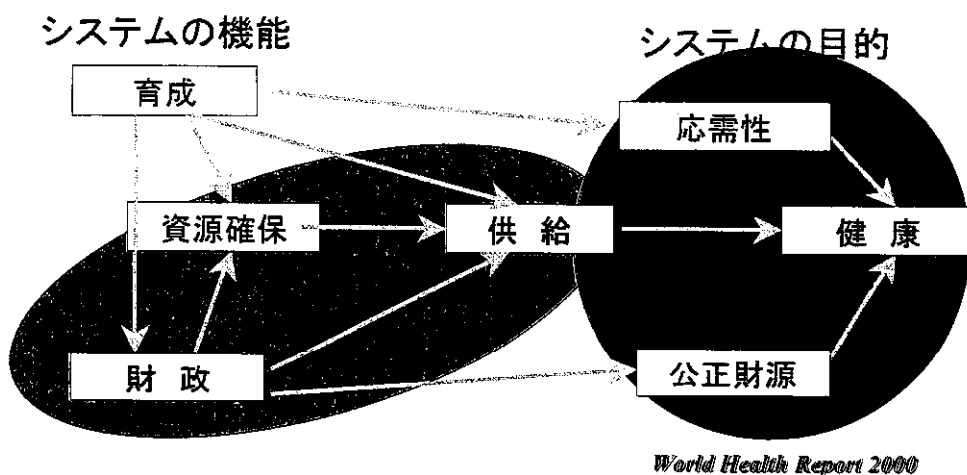 システムの機能
システムの目的
育成
応需性
資源確保
供 給
健 康
財 政
公正財源
World Health Report 2000